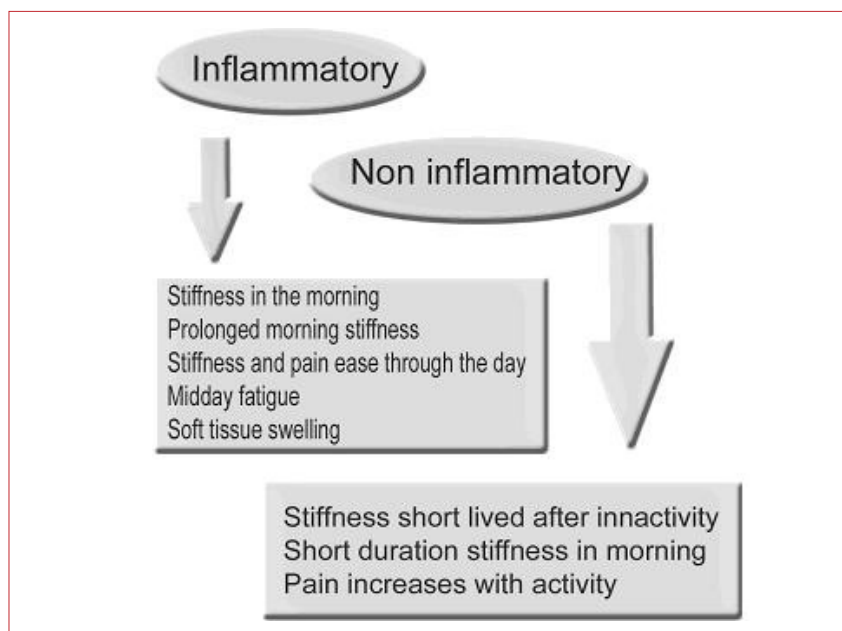 Inflammatory
Non inflammatory
Stiffness in the morning
Prolonged morning stiffness
Stiffness and pain ease through the day
Midday fatigue
Soft tissue swelling
Stiffness short lived after innactivity
Short duration stiffness in morning
Pain increases with activity